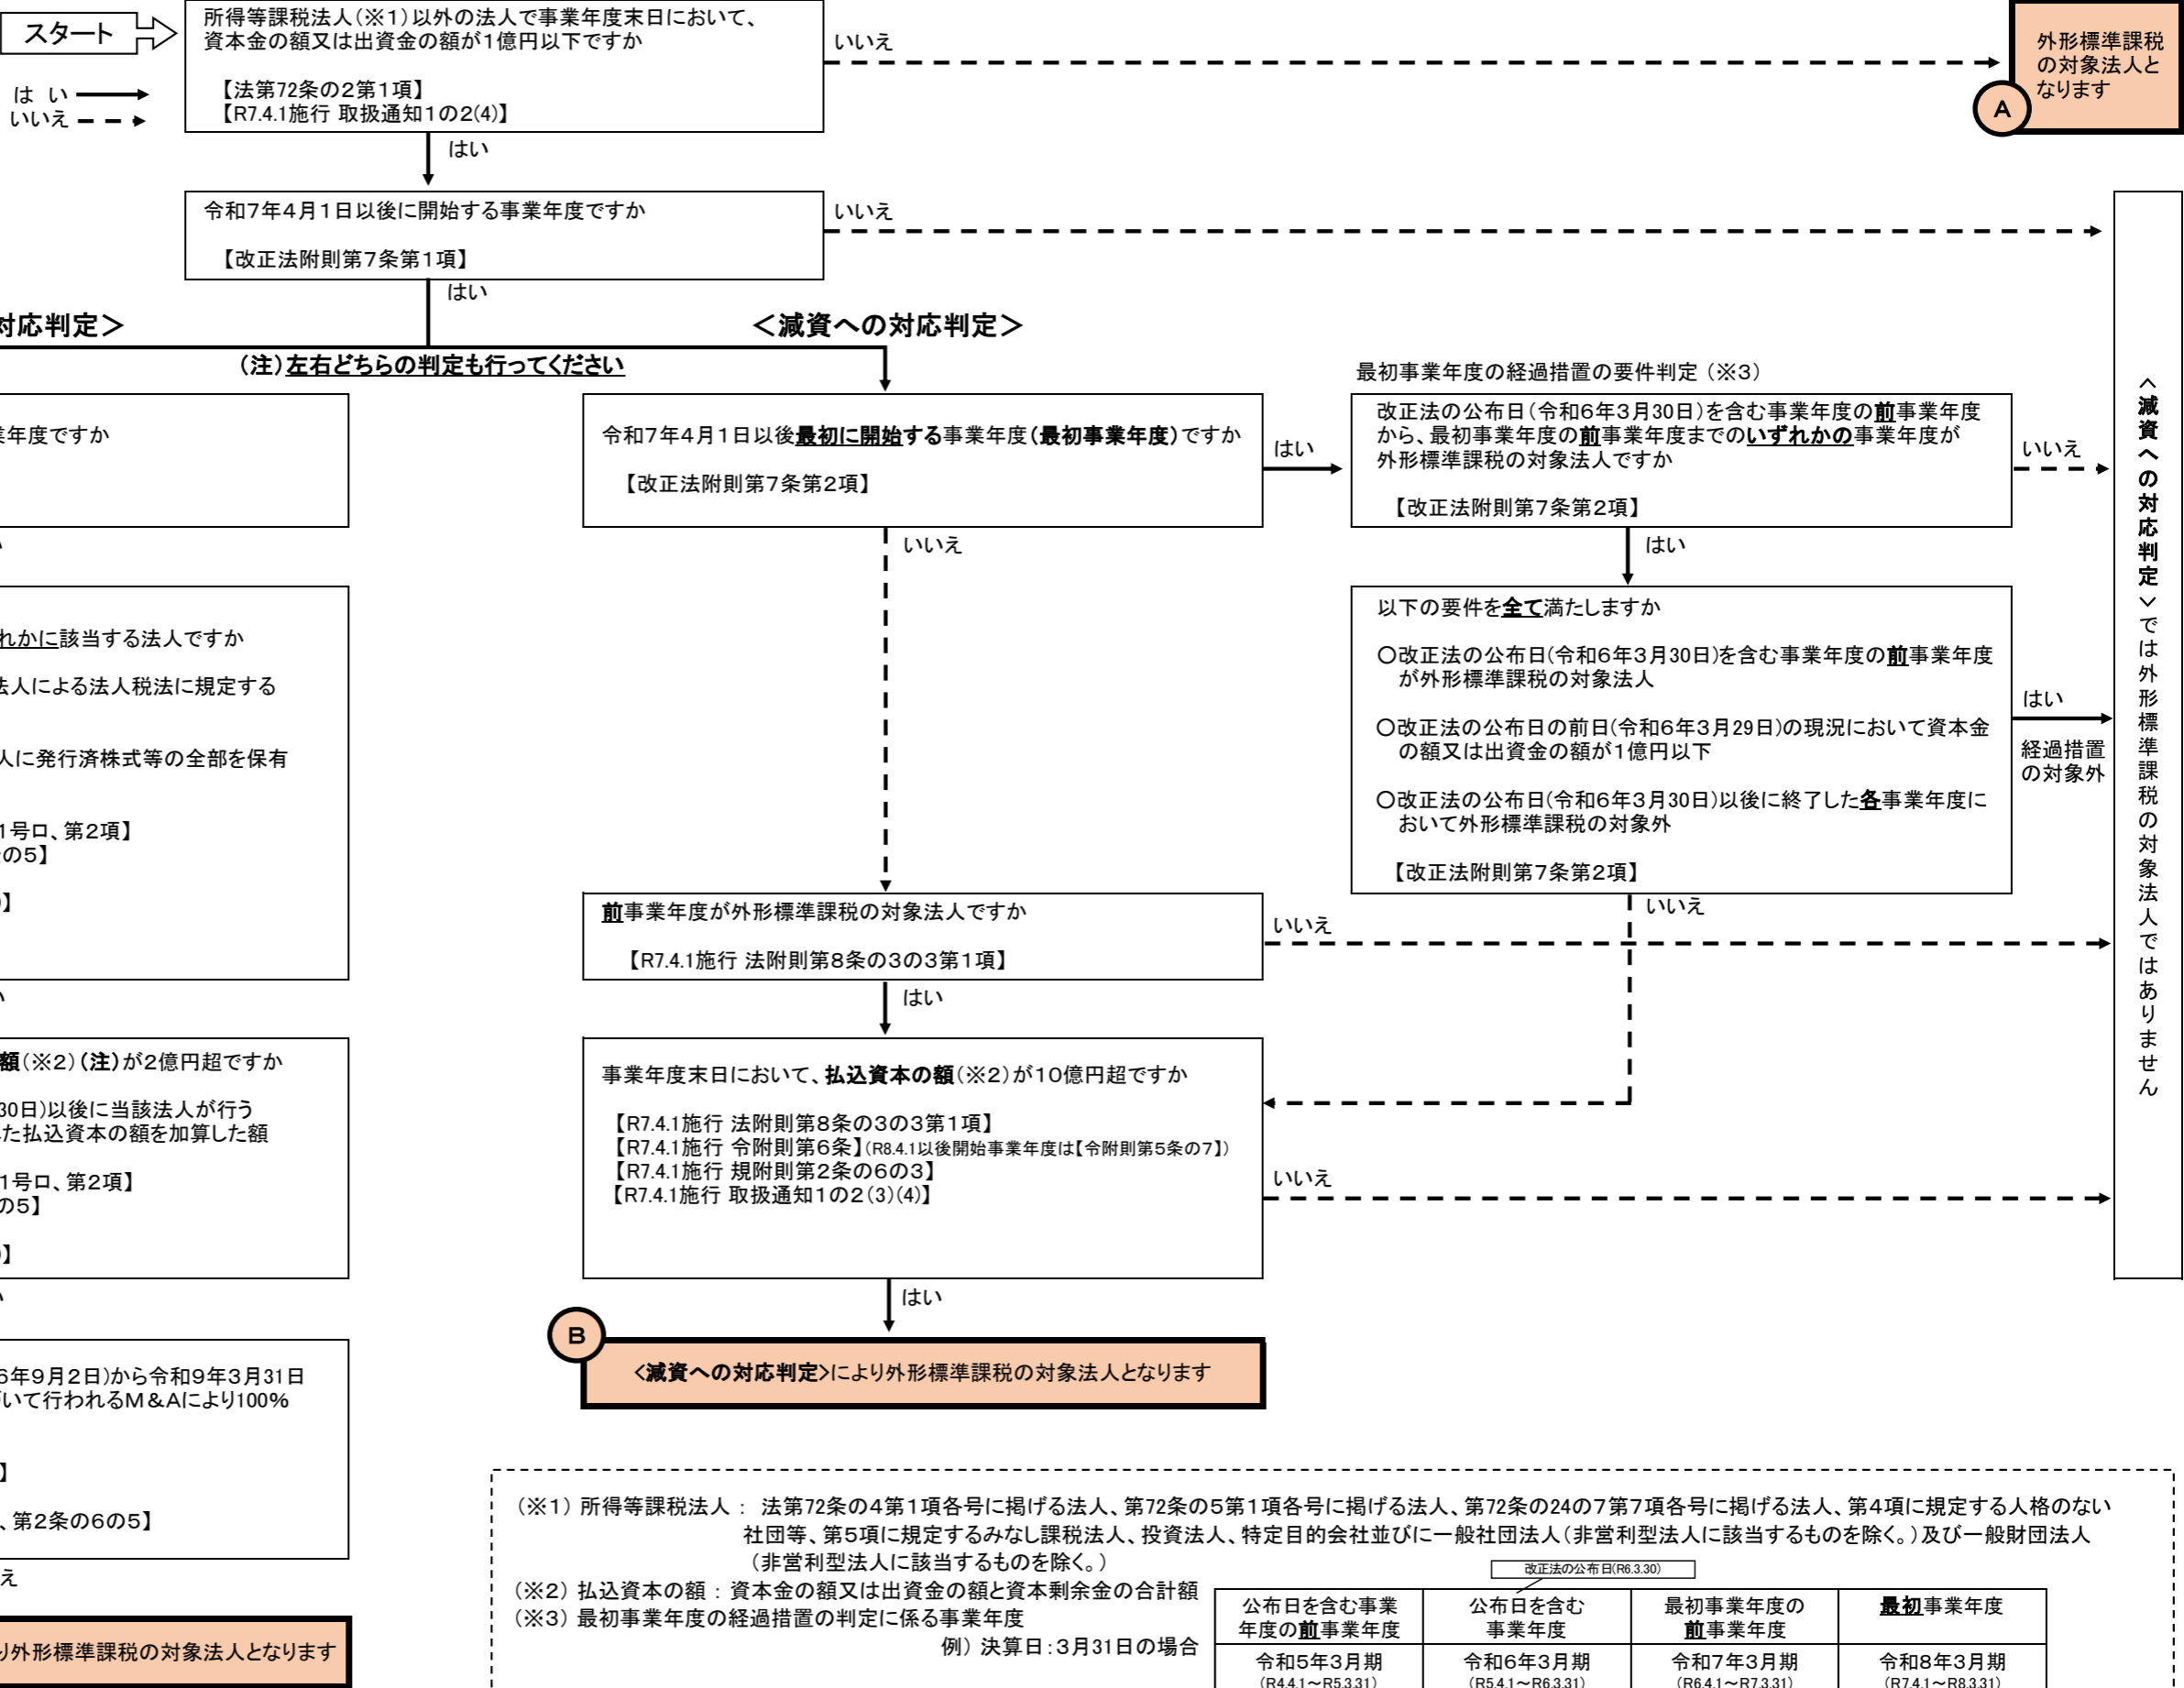 スタート
は い
いいえ
所得等課税法人(※1)以外の法人で事業年度末日において、
資本金の額又は出資金の額が1億円以下ですか
【法第72条の2第1項】
【R7.4.1施行 取扱通知1の2(4)】
いいえ
外形標準課税
の対象法人と
なります
A
はい
令和7年4月1日以後に開始する事業年度ですか
【改正法附則第7条第1項】
いいえ
はい
対応判定＞
＜減資への対応判定＞
(注)左右どちらの判定も行ってください
業年度ですか
れかに該当する法人ですか
法人による法人税法に規定する
人に発行済株式等の全部を保有
1号ロ、第2項】
の5】
】
額(※2)(注)が2億円超ですか
30日)以後に当該法人が行う
た払込資本の額を加算した額
1号ロ、第2項】
の5】
】
6年9月2日)から令和9年3月31日
いて行われるM＆Aにより100%
】
、第2条の6の5】
え
り外形標準課税の対象法人となります
令和7年4月1日以後最初に開始する事業年度(最初事業年度)ですか
【改正法附則第7条第2項】
はい
いいえ
最初事業年度の経過措置の要件判定(※3)
改正法の公布日(令和6年3月30日)を含む事業年度の前事業年度
から、最初事業年度の前事業年度までのいずれかの事業年度が
外形標準課税の対象法人ですか
【改正法附則第7条第2項】
いいえ
はい
以下の要件を全て満たしますか
○改正法の公布日(令和6年3月30日)を含む事業年度の前事業年度
が外形標準課税の対象法人
○改正法の公布日の前日(令和6年3月29日)の現況において資本金
の額又は出資金の額が1億円以下
○改正法の公布日(令和6年3月30日)以後に終了した各事業年度に
おいて外形標準課税の対象外
【改正法附則第7条第2項】
はい
経過措置
の対象外
いいえ
＜減資への対応判定＞では外形標準課税の対象法人ではありません
前事業年度が外形標準課税の対象法人ですか
【R7.4.1施行 法附則第8条の3の3第1項】
いいえ
はい
事業年度末日において、払込資本の額(※2)が10億円超ですか
【R7.4.1施行 法附則第8条の3の3第1項】
【R7.4.1施行 令附則第6条】(R8.4.1以後開始事業年度は【令附則第5条の7】)
【R7.4.1施行 規附則第2条の6の3】
【R7.4.1施行 取扱通知1の2(3)(4)】
いいえ
はい
B
<減資への対応判定>により外形標準課税の対象法人となります
(※1) 所得等課税法人 : 法第72条の4第1項各号に掲げる法人、第72条の5第1項各号に掲げる法人、第72条の24の7第7項各号に掲げる法人、第4項に規定する人格のない
社団等、第5項に規定するみなし課税法人、投資法人、特定目的会社並びに一般社団法人(非営利型法人に該当するものを除く。)及び一般財団法人
(非営利型法人に該当するものを除く。)
(※2) 払込資本の額 : 資本金の額又は出資金の額と資本剰余金の合計額
(※3) 最初事業年度の経過措置の判定に係る事業年度
例) 決算日:3月31日の場合
改正法の公布日(R6.3.30)
公布日を含む事業
年度の前事業年度
公布日を含む
事業年度
最初事業年度の
前事業年度
最初事業年度
令和5年3月期
(R4.4.1～R5.3.31)
令和6年3月期
(R5.4.1～R6.3.31)
令和7年3月期
(R6.4.1～R7.3.31)
令和8年3月期
(R7.4.1～R8.3.31)